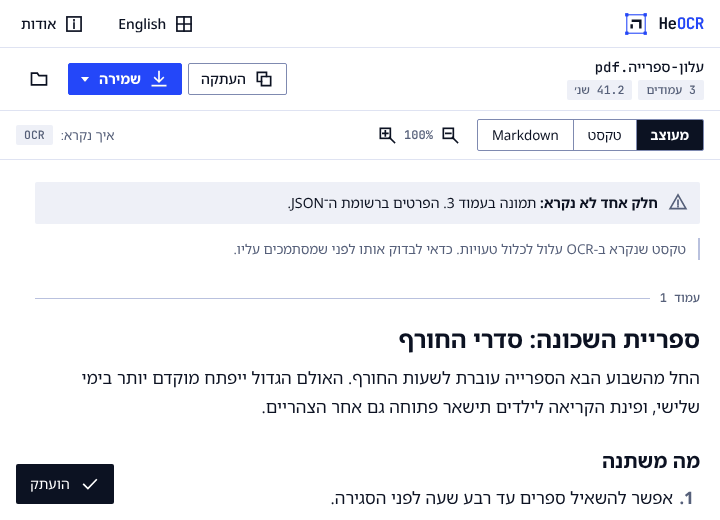 HeOCR
English
אודות
עלון-ספרייה.pdf
3 עמודים
41.2 שני׳
העתקה
שמירה
מעוצב
טקסט
Markdown
100%
איך נקרא:
OCR
חלק אחד לא נקרא: תמונה בעמוד 3. הפרטים ברשומת ה־JSON.
טקסט שנקרא ב-OCR עלול לכלול טעויות. כדאי לבדוק אותו לפני שמסתמכים עליו.
עמוד 1
ספריית השכונה: סדרי החורף
החל מהשבוע הבא הספרייה עוברת לשעות החורף. האולם הגדול ייפתח מוקדם יותר בימי
שלישי, ופינת הקריאה לילדים תישאר פתוחה גם אחר הצהריים.
מה משתנה
1. אפשר להשאיל ספרים עד רבע שעה לפני הסגירה.
הועתק